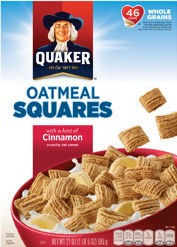 46
WHOLE
GRAINS
QUAKER
OATMEAL
SQUARES
with a hint of
Cinnamon
crunchy oat cereal
NET WT 21 OZ (1 LB 5 OZ) 595 g